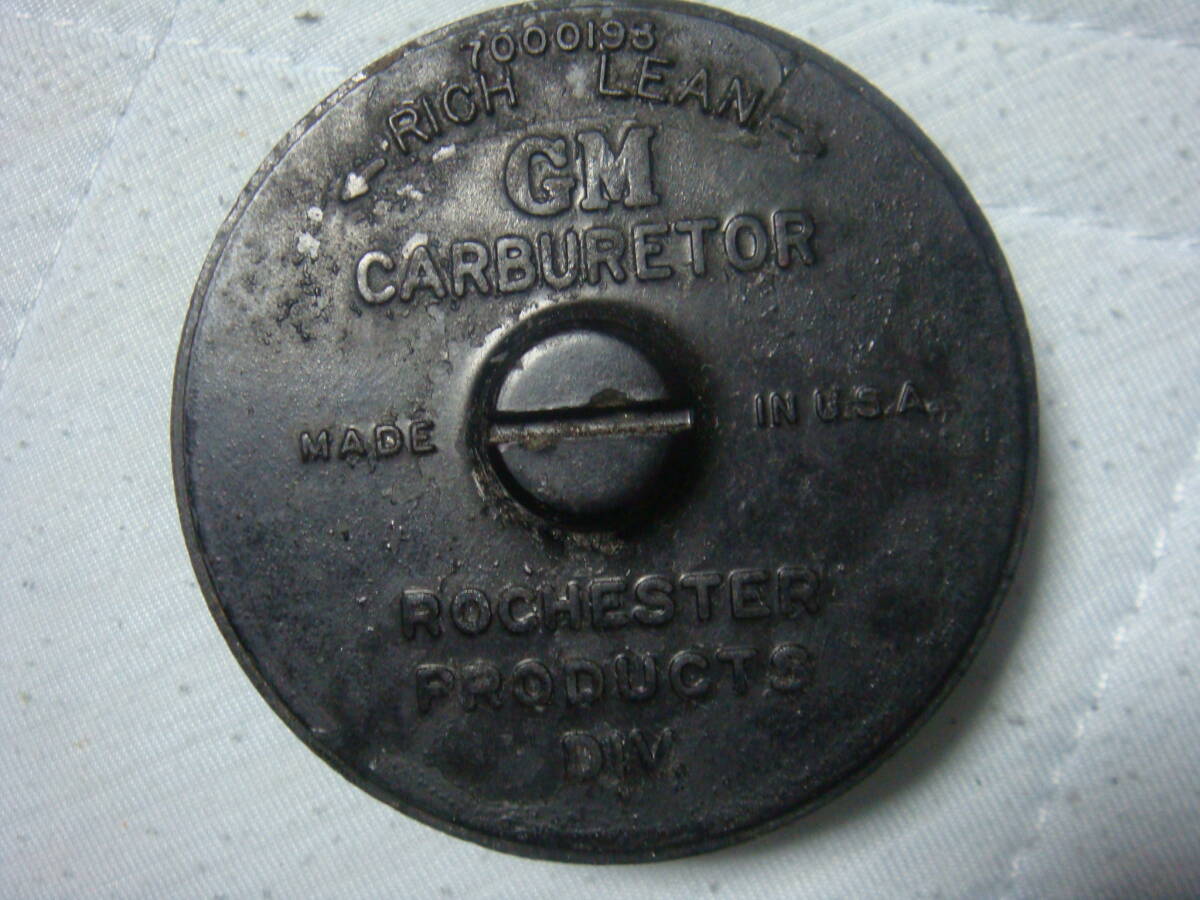 7000193
RICH LEAN
GM
CARBURETOR
MADE IN U.S.A.
ROCHESTER
PRODUCTS
DIV.